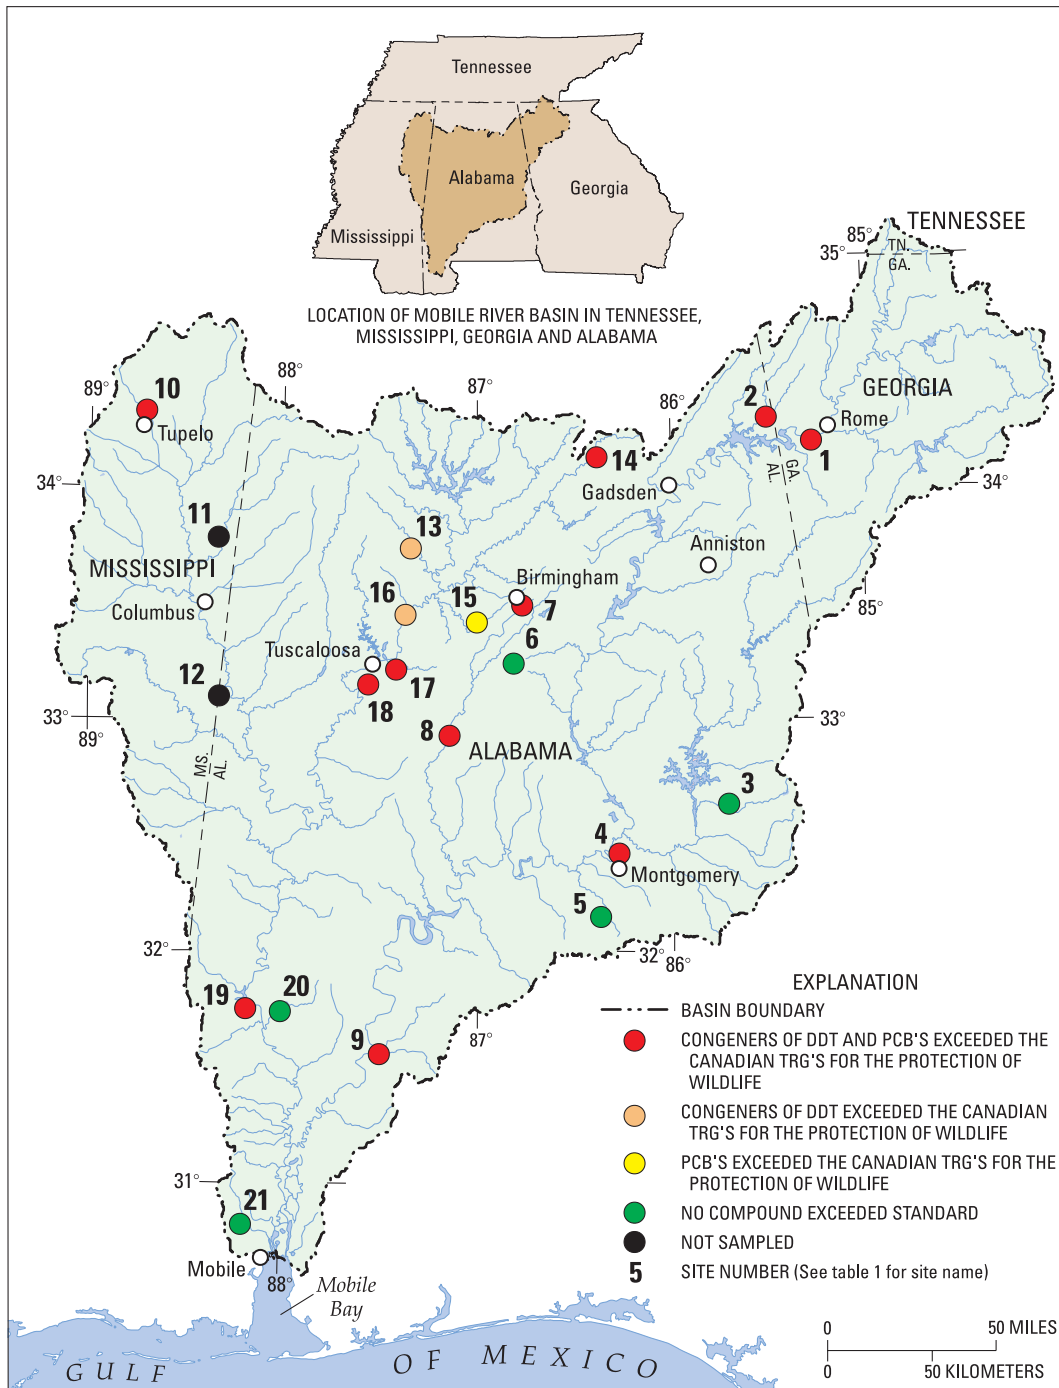 Tennessee
Alabama
Georgia
Mississippi
LOCATION OF MOBILE RIVER BASIN IN TENNESSEE,
MISSISSIPPI, GEORGIA AND ALABAMA
TENNESSEE
85°
35°
TN.
GA.
88°
89°
87°
86°
10
Tupelo
2
GEORGIA
Rome
1
14
Gadsden
GA.
AL.
34°
34°
11
13
Anniston
MISSISSIPPI
Birmingham
Columbus
16
15
7
85°
6
Tuscaloosa
12
17
18
33°
89°
33°
8
ALABAMA
MS.
AL.
3
4
Montgomery
5
32°
32°
86°
19
20
9
87°
31°
21
Mobile
88°
Mobile
Bay
GULF OF MEXICO
EXPLANATION
BASIN BOUNDARY
CONGENERS OF DDT AND PCB'S EXCEEDED THE
CANADIAN TRG'S FOR THE PROTECTION OF
WILDLIFE
CONGENERS OF DDT EXCEEDED THE CANADIAN
TRG'S FOR THE PROTECTION OF WILDLIFE
PCB'S EXCEEDED THE CANADIAN TRG'S FOR THE
PROTECTION OF WILDLIFE
NO COMPOUND EXCEEDED STANDARD
NOT SAMPLED
5 SITE NUMBER (See table 1 for site name)
0 50 MILES
0 50 KILOMETERS